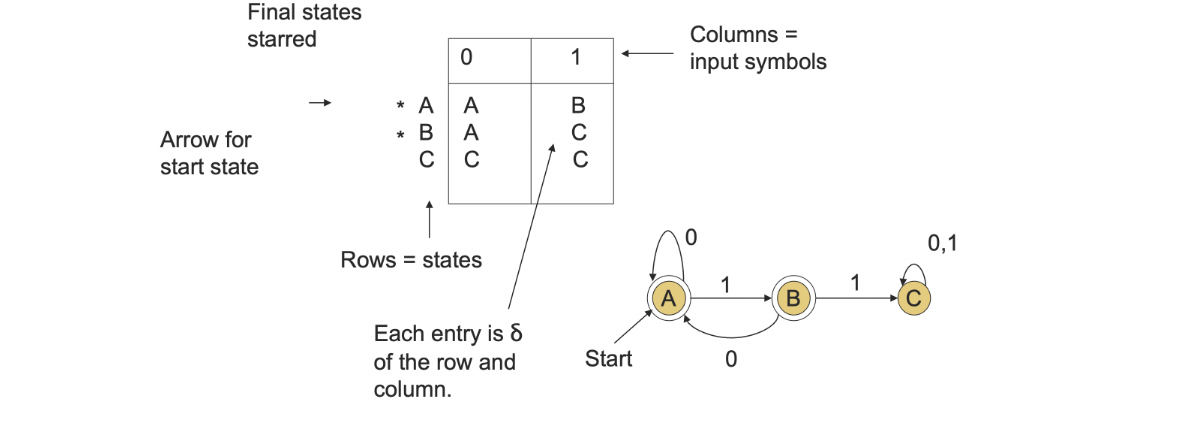 Final states
starred
Columns =
input symbols
0 1
* A A B
* B A C
C C C
Arrow for
start state
Rows = states
Each entry is δ
of the row and
column.
0
0,1
A 1 B 1 C
Start
0